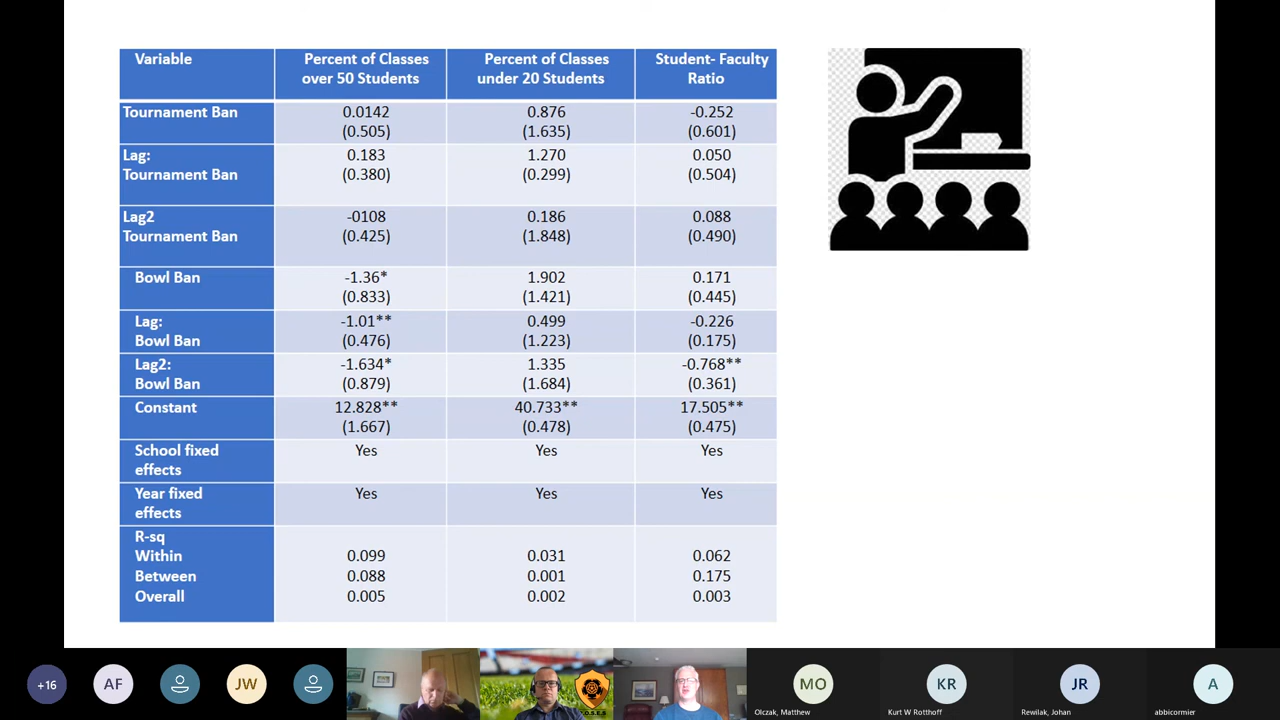 Variable
Percent of Classes
over 50 Students
Percent of Classes
under 20 Students
Student- Faculty
Ratio
Tournament Ban
0.0142
(0.505)
0.876
(1.635)
-0.252
(0.601)
Lag:
Tournament Ban
0.183
(0.380)
1.270
(0.299)
0.050
(0.504)
Lag2
Tournament Ban
-0108
(0.425)
0.186
(1.848)
0.088
(0.490)
Bowl Ban
-1.36*
(0.833)
1.902
(1.421)
0.171
(0.445)
Lag:
Bowl Ban
-1.01**
(0.476)
0.499
(1.223)
-0.226
(0.175)
Lag2:
Bowl Ban
-1.634*
(0.879)
1.335
(1.684)
-0.768**
(0.361)
Constant
12.828**
(1.667)
40.733**
(0.478)
17.505**
(0.475)
School fixed
effects
Yes
Yes
Yes
Year fixed
effects
Yes
Yes
Yes
R-sq
Within
0.099
0.031
0.062
Between
0.088
0.001
0.175
Overall
0.005
0.002
0.003
+16
AF
JW
MO
Olczak, Matthew
KR
Kurt W Rotthoff
JR
Rewilak, Johan
A
abbicormier